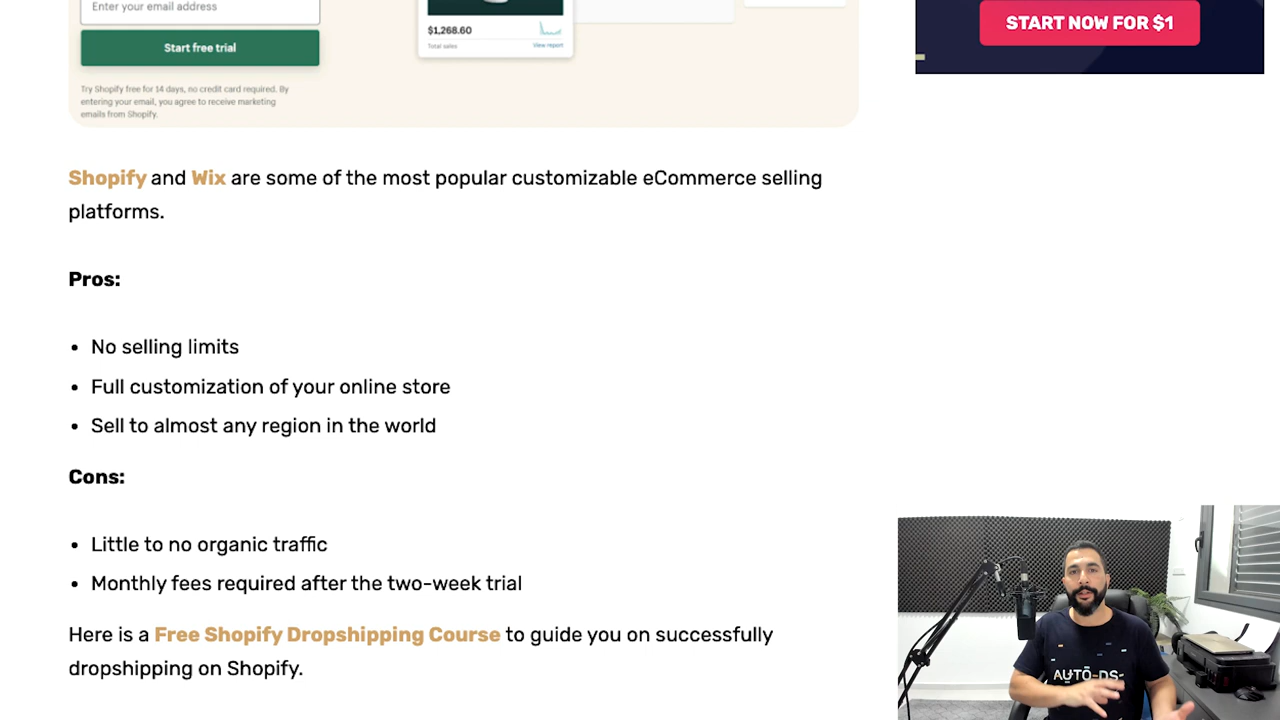 Enter your email address
Start free trial
$1,268.60
Total sales
View report
Try Shopify free for 14 days, no credit card required. By
entering your email, you agree to receive marketing
emails from Shopify.
START NOW FOR $1
Shopify and Wix are some of the most popular customizable eCommerce selling
platforms.
Pros:
• No selling limits
• Full customization of your online store
• Sell to almost any region in the world
Cons:
• Little to no organic traffic
• Monthly fees required after the two-week trial
Here is a Free Shopify Dropshipping Course to guide you on successfully
dropshipping on Shopify.
AUTO-DS-